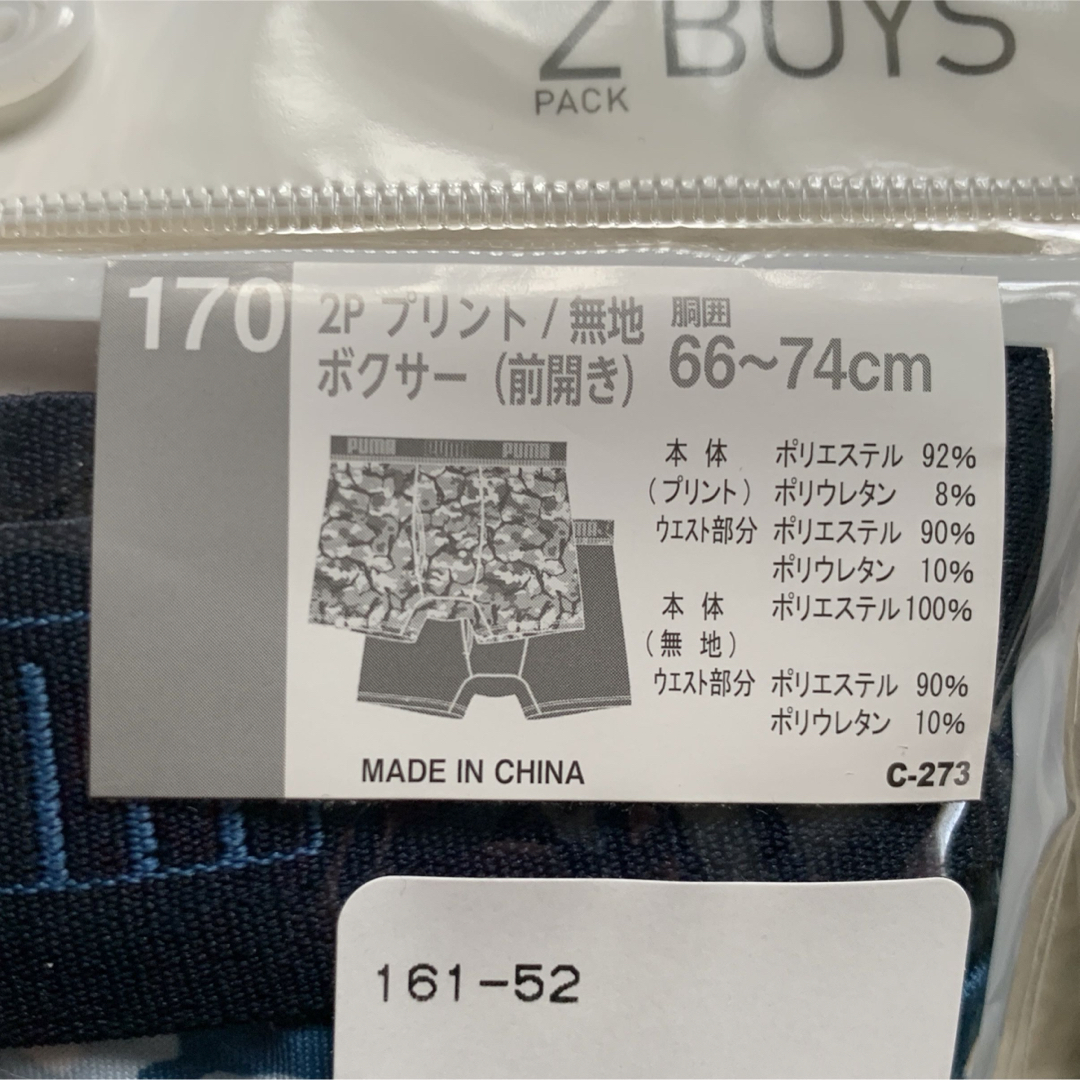 2 BOYS
PACK
170
2P プリント/無地
ボクサー (前開き)
胴囲
66~74cm
PUMA PUMA
本 体 ポリエステル 92%
(プリント) ポリウレタン 8%
ウエスト部分 ポリエステル 90%
ポリウレタン 10%
本 体 ポリエステル100%
(無 地)
ウエスト部分 ポリエステル 90%
ポリウレタン 10%
MADE IN CHINA
C-273
161-52